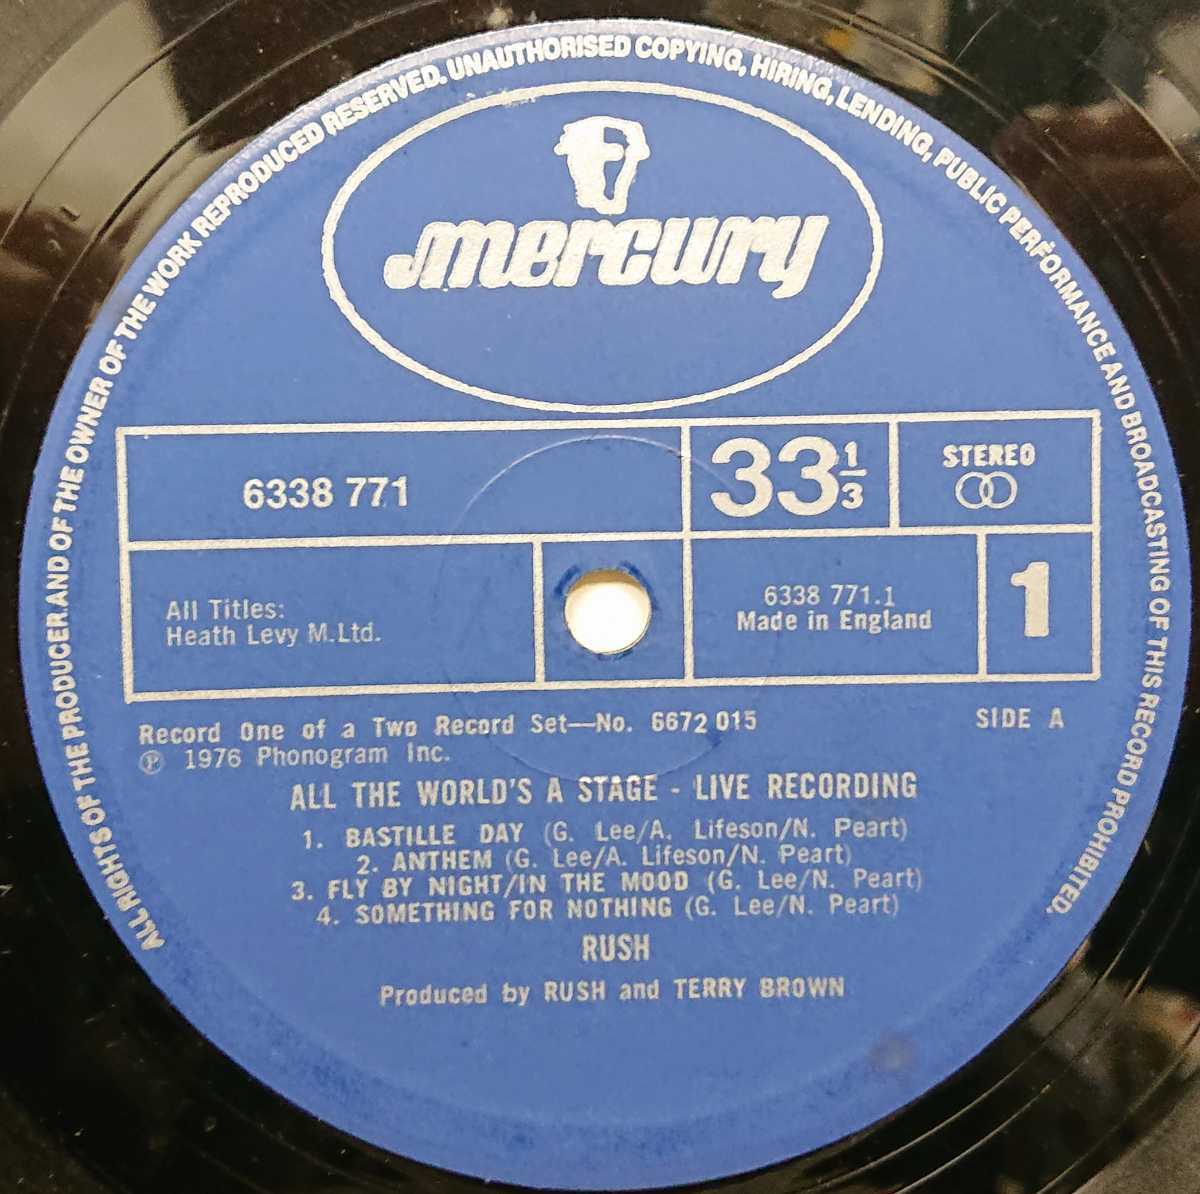 ALL RIGHTS OF THE PRODUCER AND OF THE OWNER OF THE WORK REPRODUCED RESERVED. UNAUTHORISED COPYING, HIRING, LENDING, PUBLIC PERFORMANCE AND BROADCASTING OF THIS RECORD PROHIBITED.
mercury
6338 771
33 1/3
STEREO
All Titles:
Heath Levy M.Ltd.
6338 771.1
Made in England
1
Record One of a Two Record Set—No. 6672 015
SIDE A
℗ 1976 Phonogram Inc.
ALL THE WORLD'S A STAGE - LIVE RECORDING
1. BASTILLE DAY (G. Lee/A. Lifeson/N. Peart)
2. ANTHEM (G. Lee/A. Lifeson/N. Peart)
3. FLY BY NIGHT/IN THE MOOD (G. Lee/N. Peart)
4. SOMETHING FOR NOTHING (G. Lee/N. Peart)
RUSH
Produced by RUSH and TERRY BROWN